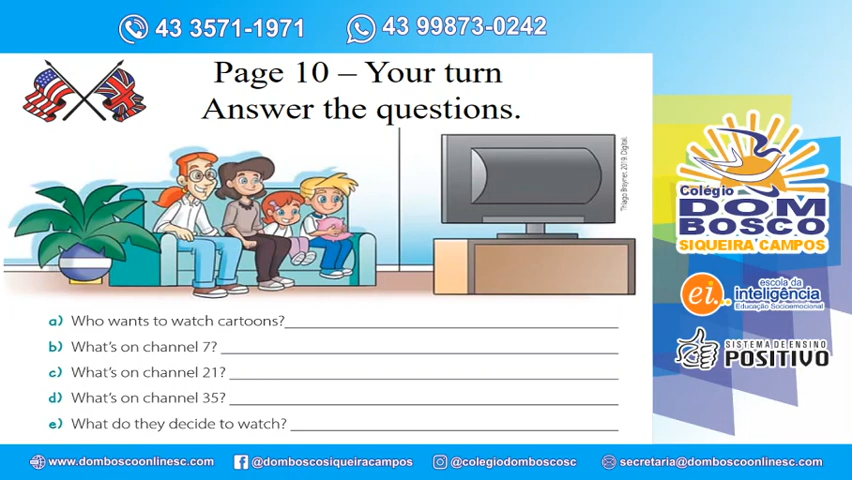 43 3571-1971
43 99873-0242
Page 10 – Your turn
Answer the questions.
Thiago Brayner. 2019. Digital.
a) Who wants to watch cartoons?
b) What's on channel 7?
c) What's on channel 21?
d) What's on channel 35?
e) What do they decide to watch?
Colégio
DOM
BOSCO
SIQUEIRA CAMPOS
ei...
escola da
inteligência
Educação Socioemocional
SISTEMA DE ENSINO
POSITIVO
www.domboscoonlinesc.com
@domboscosiqueiracampos
@colegiodomboscosc
secretaria@domboscoonlinesc.com